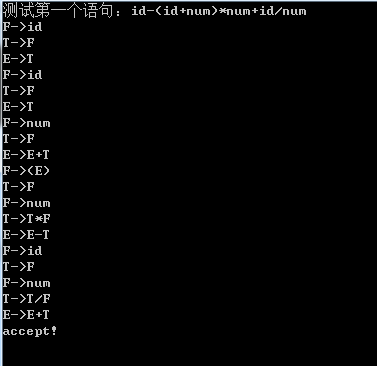 测试第一个语句：id-(id+num)*num+id/num
F->id
T->F
E->T
F->id
T->F
E->T
F->num
T->F
E->E+T
F->(E)
T->F
F->num
T->T*F
E->E-T
F->id
T->F
F->num
T->T/F
E->E+T
accept!